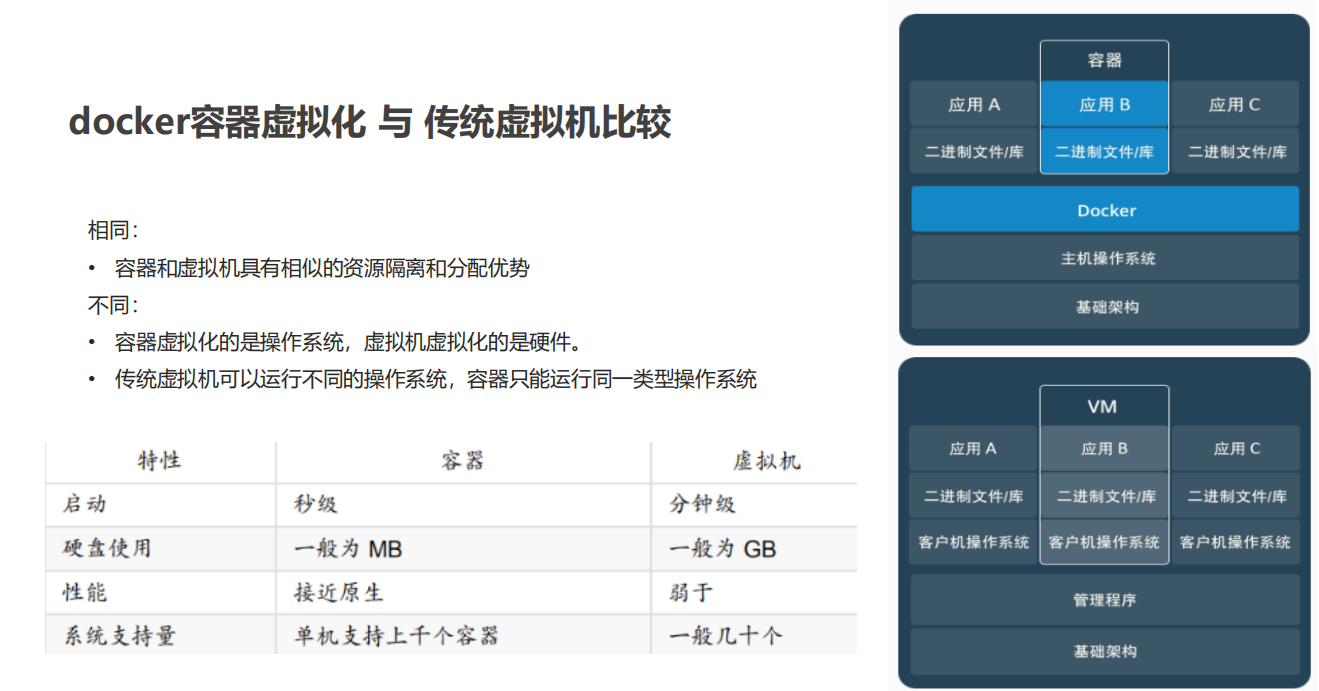 docker容器虚拟化 与 传统虚拟机比较
相同：
• 容器和虚拟机具有相似的资源隔离和分配优势
不同：
• 容器虚拟化的是操作系统，虚拟机虚拟化的是硬件。
• 传统虚拟机可以运行不同的操作系统，容器只能运行同一类型操作系统
特性 容器 虚拟机
启动 秒级 分钟级
硬盘使用 一般为 MB 一般为 GB
性能 接近原生 弱于
系统支持量 单机支持上千个容器 一般几十个
容器
应用 A 应用 B 应用 C
二进制文件/库 二进制文件/库 二进制文件/库
Docker
主机操作系统
基础架构
VM
应用 A 应用 B 应用 C
二进制文件/库 二进制文件/库 二进制文件/库
客户机操作系统 客户机操作系统 客户机操作系统
管理程序
基础架构